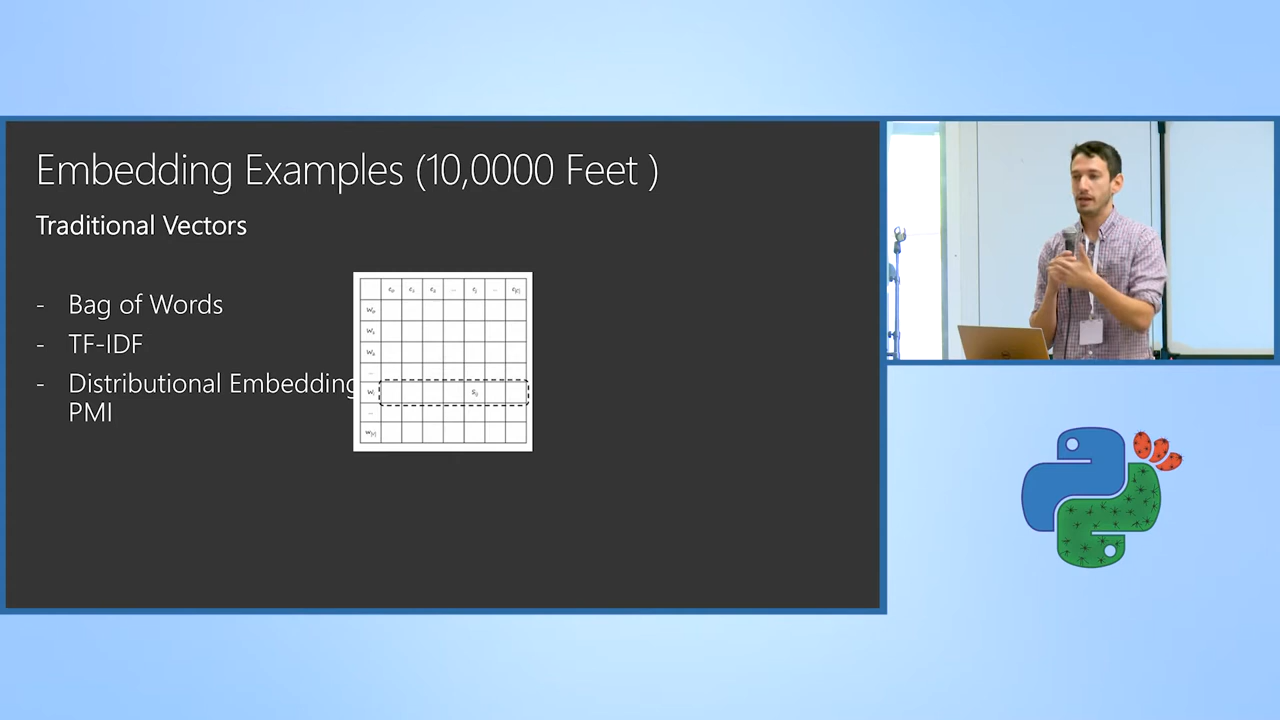 Embedding Examples (10,0000 Feet )
Traditional Vectors
- Bag of Words
- TF-IDF
- Distributional Embedding
PMI